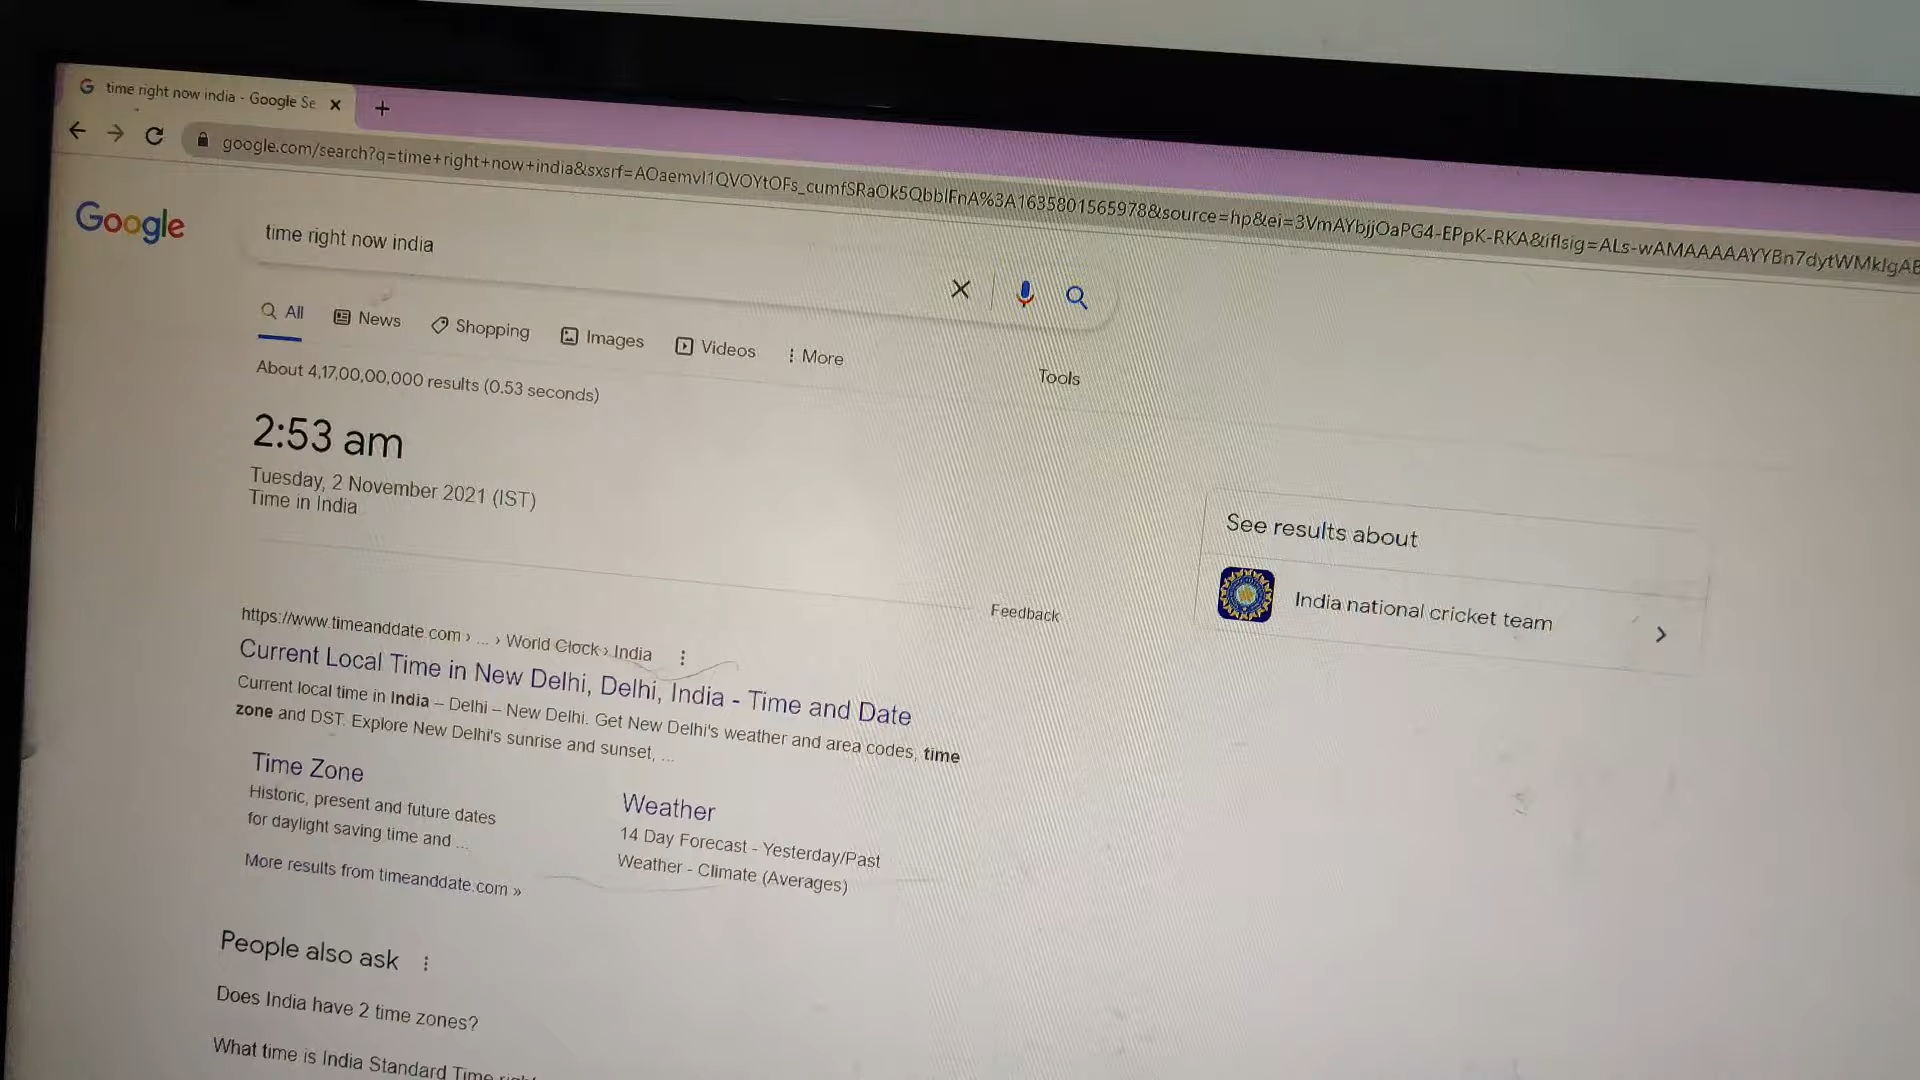 time right now india - Google Se
google.com/search?q=time+right+now+india&sxsrf=AOaemvI1QVOYtOFs_cumfSRaOk5QbblFnA%3A1635801565978&source=hp&ei=3VmAYbjjOaPG4-EPpK-RKA&iflsig=ALs-wAMAAAAAYYBn7dytWMkIgAB
Google
time right now india
All News Shopping Images Videos More
Tools
About 4,17,00,00,000 results (0.53 seconds)
2:53 am
Tuesday, 2 November 2021 (IST)
Time in India
Feedback
See results about
India national cricket team
https://www.timeanddate.com › ... › World Clock › India
Current Local Time in New Delhi, Delhi, India - Time and Date
Current local time in India – Delhi – New Delhi. Get New Delhi's weather and area codes, time
zone and DST. Explore New Delhi's sunrise and sunset, ...
Time Zone
Historic, present and future dates
for daylight saving time and ...
Weather
14 Day Forecast - Yesterday/Past
Weather - Climate (Averages)
More results from timeanddate.com »
People also ask
Does India have 2 time zones?
What time is India Standard Time